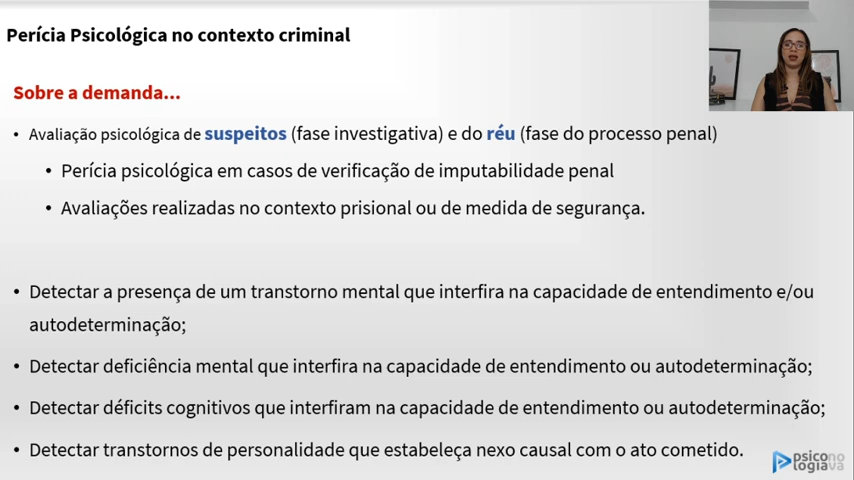 Perícia Psicológica no contexto criminal
Sobre a demanda...
• Avaliação psicológica de suspeitos (fase investigativa) e do réu (fase do processo penal)
• Perícia psicológica em casos de verificação de imputabilidade penal
• Avaliações realizadas no contexto prisional ou de medida de segurança.
• Detectar a presença de um transtorno mental que interfira na capacidade de entendimento e/ou
autodeterminação;
• Detectar deficiência mental que interfira na capacidade de entendimento ou autodeterminação;
• Detectar déficits cognitivos que interfiram na capacidade de entendimento ou autodeterminação;
• Detectar transtornos de personalidade que estabeleça nexo causal com o ato cometido.
psicono
logiava